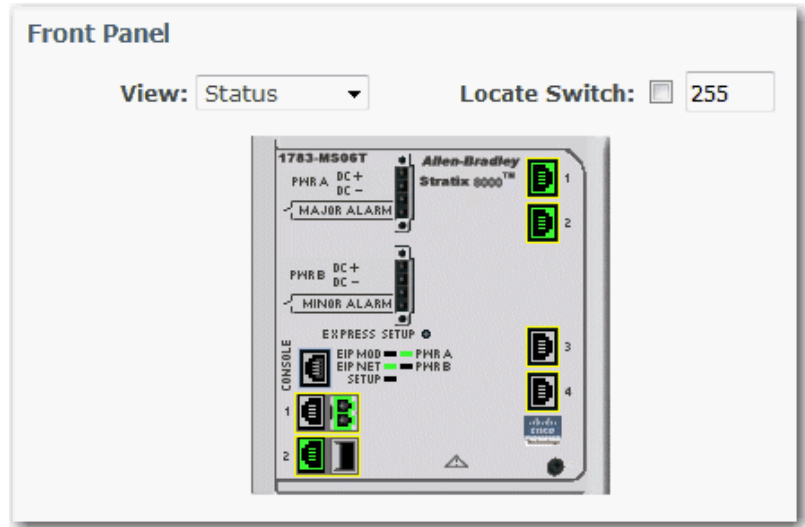 Front Panel
View: Status Locate Switch: 255
1783-MS06T Allen-Bradley
PWR A DC + Stratix 8000™
DC −
MAJOR ALARM
1
2
PWR B DC +
DC −
MINOR ALARM
EXPRESS SETUP
CONSOLE
EIP MOD PWR A
EIP NET PWR B
SETUP
3
4
1
2
cisco
Technology